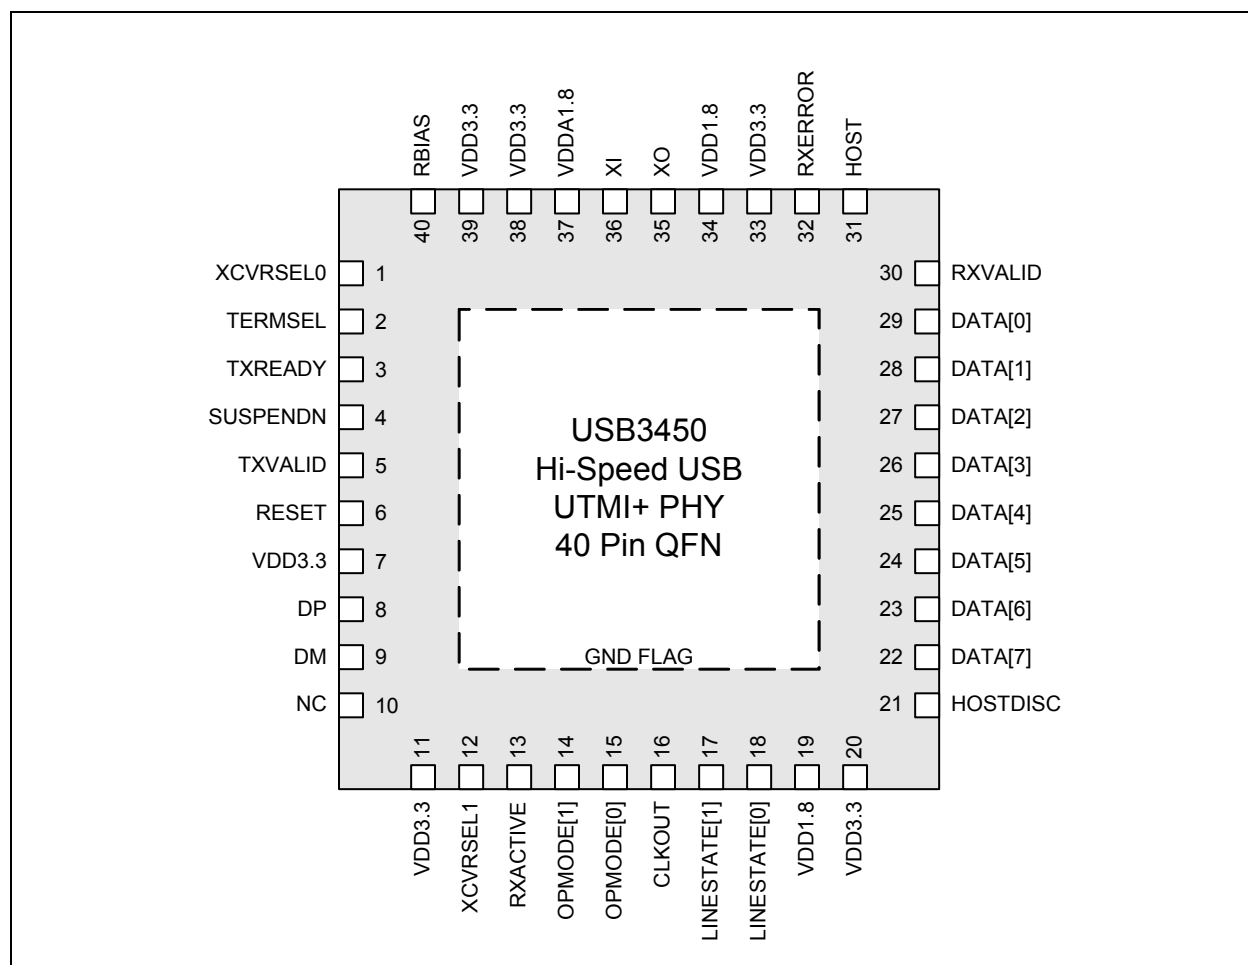 RBIAS
VDD3.3
VDD3.3
VDDA1.8
XI
XO
VDD1.8
VDD3.3
RXERROR
HOST
40
39
38
37
36
35
34
33
32
31
XCVRSEL0 1
TERMSEL 2
TXREADY 3
SUSPENDN 4
TXVALID 5
RESET 6
VDD3.3 7
DP 8
DM 9
NC 10
USB3450
Hi-Speed USB
UTMI+ PHY
40 Pin QFN
GND FLAG
30 RXVALID
29 DATA[0]
28 DATA[1]
27 DATA[2]
26 DATA[3]
25 DATA[4]
24 DATA[5]
23 DATA[6]
22 DATA[7]
21 HOSTDISC
11
12
13
14
15
16
17
18
19
20
VDD3.3
XCVRSEL1
RXACTIVE
OPMODE[1]
OPMODE[0]
CLKOUT
LINESTATE[1]
LINESTATE[0]
VDD1.8
VDD3.3